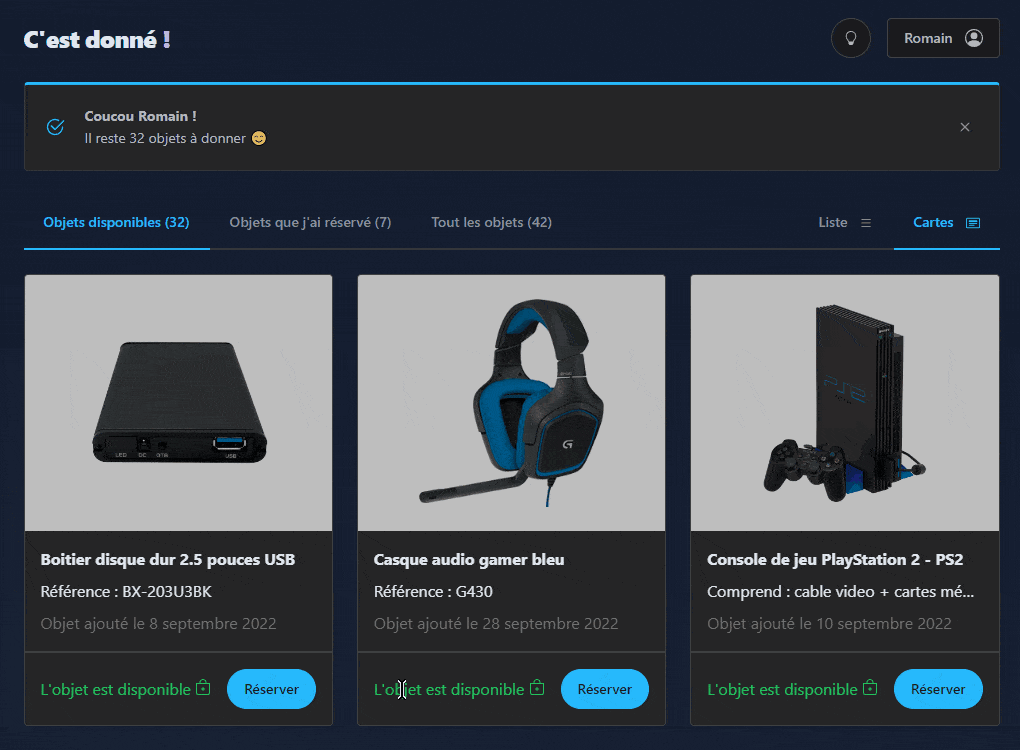 C'est donné !
Romain
Coucou Romain !
Il reste 32 objets à donner 😊
Objets disponibles (32)
Objets que j'ai réservé (7)
Tout les objets (42)
Liste
Cartes
LED DC USB
G
PS2
Boitier disque dur 2.5 pouces USB
Référence : BX-203U3BK
Objet ajouté le 8 septembre 2022
L'objet est disponible
Réserver
Casque audio gamer bleu
Référence : G430
Objet ajouté le 28 septembre 2022
L'objet est disponible
Réserver
Console de jeu PlayStation 2 - PS2
Comprend : cable video + cartes mé...
Objet ajouté le 10 septembre 2022
L'objet est disponible
Réserver